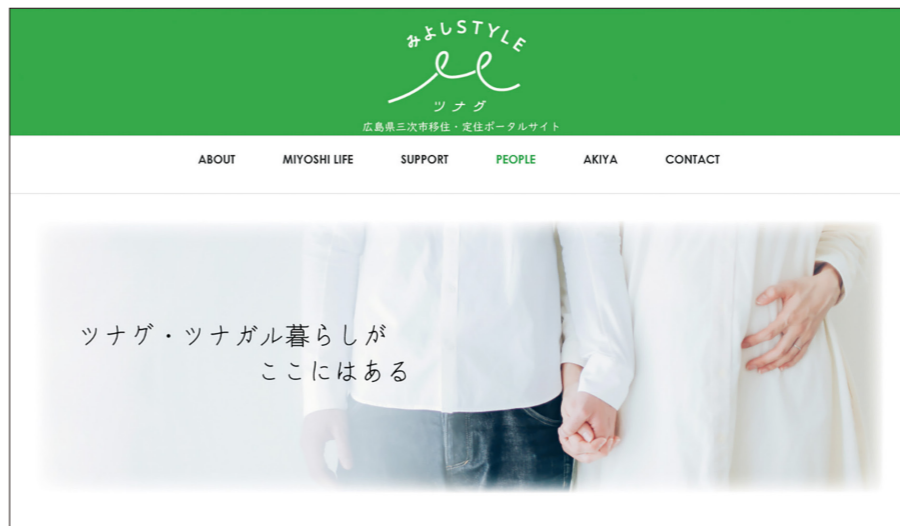 みよしSTYLE
ツナグ
広島県三次市移住・定住ポータルサイト
ABOUT MIYOSHI LIFE SUPPORT PEOPLE AKIYA CONTACT
ツナグ・ツナガル暮らしが
ここにはある